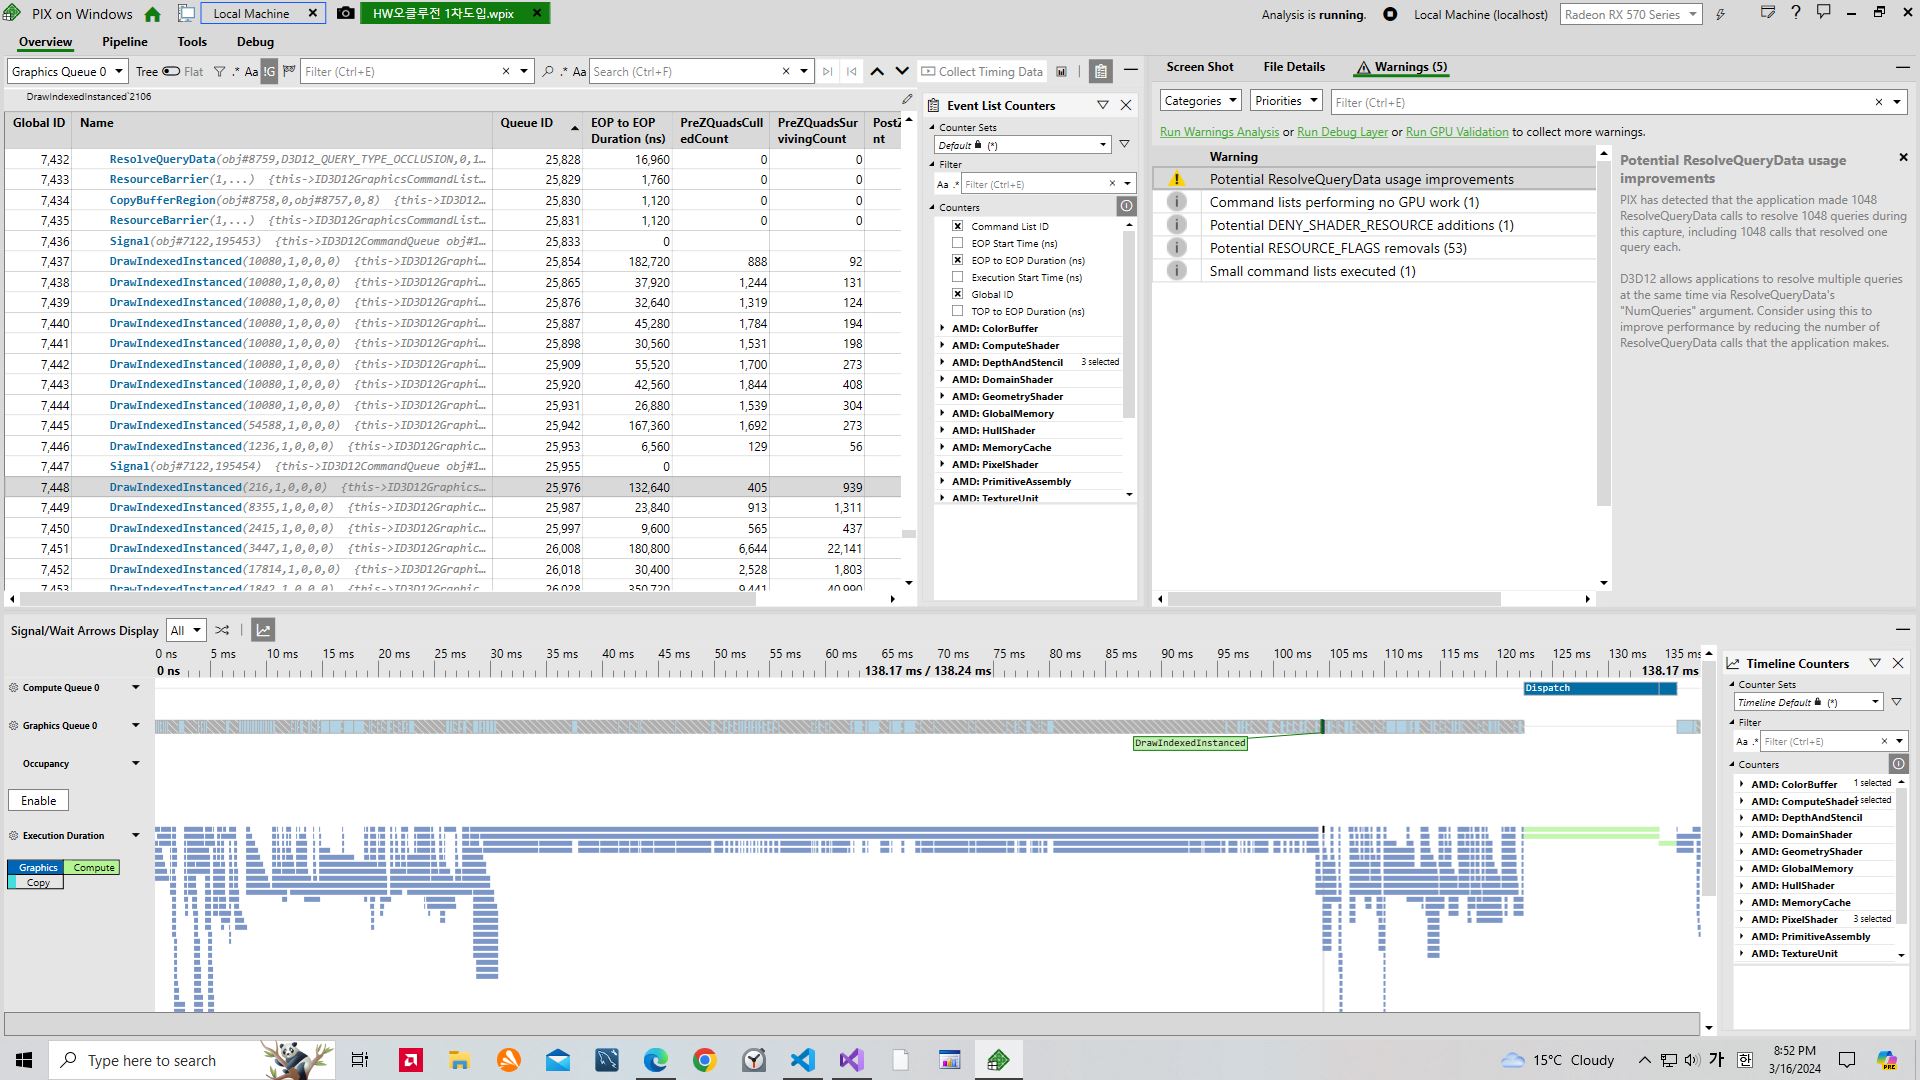 PIX on Windows
Local Machine
HW오클루전 1차도입.wpix
Analysis is running.
Local Machine (localhost)
Radeon RX 570 Series
Overview
Pipeline
Tools
Debug
Graphics Queue 0
Tree
Flat
.*
Aa
!G
Filter (Ctrl+E)
.*
Aa
Search (Ctrl+F)
Collect Timing Data
DrawIndexedInstanced`2106
Global ID Name Queue ID EOP to EOP Duration (ns) PreZQuadsCulledCount PreZQuadsSurvivingCount PostZ nt
7,432 ResolveQueryData(obj#8759,D3D12_QUERY_TYPE_OCCLUSION,0,1... 25,828 16,960 0 0
7,433 ResourceBarrier(1,...) {this->ID3D12GraphicsCommandList... 25,829 1,760 0 0
7,434 CopyBufferRegion(obj#8758,0,obj#8757,0,8) {this->ID3D12... 25,830 1,120 0 0
7,435 ResourceBarrier(1,...) {this->ID3D12GraphicsCommandList... 25,831 1,120 0 0
7,436 Signal(obj#7122,195453) {this->ID3D12CommandQueue obj#1... 25,833 0
7,437 DrawIndexedInstanced(10080,1,0,0,0) {this->ID3D12Graphi... 25,854 182,720 888 92
7,438 DrawIndexedInstanced(10080,1,0,0,0) {this->ID3D12Graphi... 25,865 37,920 1,244 131
7,439 DrawIndexedInstanced(10080,1,0,0,0) {this->ID3D12Graphi... 25,876 32,640 1,319 124
7,440 DrawIndexedInstanced(10080,1,0,0,0) {this->ID3D12Graphi... 25,887 45,280 1,784 194
7,441 DrawIndexedInstanced(10080,1,0,0,0) {this->ID3D12Graphi... 25,898 30,560 1,531 198
7,442 DrawIndexedInstanced(10080,1,0,0,0) {this->ID3D12Graphi... 25,909 55,520 1,700 273
7,443 DrawIndexedInstanced(10080,1,0,0,0) {this->ID3D12Graphi... 25,920 42,560 1,844 408
7,444 DrawIndexedInstanced(10080,1,0,0,0) {this->ID3D12Graphi... 25,931 26,880 1,539 304
7,445 DrawIndexedInstanced(54588,1,0,0,0) {this->ID3D12Graphi... 25,942 167,360 1,692 273
7,446 DrawIndexedInstanced(1236,1,0,0,0) {this->ID3D12Graphic... 25,953 6,560 129 56
7,447 Signal(obj#7122,195454) {this->ID3D12CommandQueue obj#1... 25,955 0
7,448 DrawIndexedInstanced(216,1,0,0,0) {this->ID3D12Graphics... 25,976 132,640 405 939
7,449 DrawIndexedInstanced(8355,1,0,0,0) {this->ID3D12Graphic... 25,987 23,840 913 1,311
7,450 DrawIndexedInstanced(2415,1,0,0,0) {this->ID3D12Graphic... 25,997 9,600 565 437
7,451 DrawIndexedInstanced(3447,1,0,0,0) {this->ID3D12Graphic... 26,008 180,800 6,644 22,141
7,452 DrawIndexedInstanced(17814,1,0,0,0) {this->ID3D12Graphi... 26,018 30,400 2,528 1,803
7,453 DrawIndexedInstanced(1842,1,0,0,0) {this->ID3D12Graphic... 26,028 350,720 9,441 40,990
Event List Counters
Counter Sets
Default (*)
Filter
Aa .* Filter (Ctrl+E)
Counters
Command List ID
EOP Start Time (ns)
EOP to EOP Duration (ns)
Execution Start Time (ns)
Global ID
TOP to EOP Duration (ns)
AMD: ColorBuffer
AMD: ComputeShader
AMD: DepthAndStencil 3 selected
AMD: DomainShader
AMD: GeometryShader
AMD: GlobalMemory
AMD: HullShader
AMD: MemoryCache
AMD: PixelShader
AMD: PrimitiveAssembly
AMD: TextureUnit
Screen Shot
File Details
Warnings (5)
Categories
Priorities
Filter (Ctrl+E)
Run Warnings Analysis or Run Debug Layer or Run GPU Validation to collect more warnings.
Warning
Potential ResolveQueryData usage improvements
Command lists performing no GPU work (1)
Potential DENY_SHADER_RESOURCE additions (1)
Potential RESOURCE_FLAGS removals (53)
Small command lists executed (1)
Potential ResolveQueryData usage
improvements
PIX has detected that the application made 1048
ResolveQueryData calls to resolve 1048 queries during
this capture, including 1048 calls that resolved one
query each.
D3D12 allows applications to resolve multiple queries
at the same time via ResolveQueryData's
"NumQueries" argument. Consider using this to
improve performance by reducing the number of
ResolveQueryData calls that the application makes.
Signal/Wait Arrows Display
All
0 ns 5 ms 10 ms 15 ms 20 ms 25 ms 30 ms 35 ms 40 ms 45 ms 50 ms 55 ms 60 ms 65 ms 70 ms 75 ms 80 ms 85 ms 90 ms 95 ms 100 ms 105 ms 110 ms 115 ms 120 ms 125 ms 130 ms 135 ms
0 ns 138.17 ms / 138.24 ms 138.17 ms
Compute Queue 0
Dispatch
Graphics Queue 0
DrawIndexedInstanced
Occupancy
Enable
Execution Duration
Graphics
Compute
Copy
Timeline Counters
Counter Sets
Timeline Default (*)
Filter
Aa .* Filter (Ctrl+E)
Counters
AMD: ColorBuffer 1 selected
AMD: ComputeShader 1 selected
AMD: DepthAndStencil
AMD: DomainShader
AMD: GeometryShader
AMD: GlobalMemory
AMD: HullShader
AMD: MemoryCache
AMD: PixelShader 3 selected
AMD: PrimitiveAssembly
AMD: TextureUnit
Type here to search
15°C Cloudy
가
8:52 PM
3/16/2024